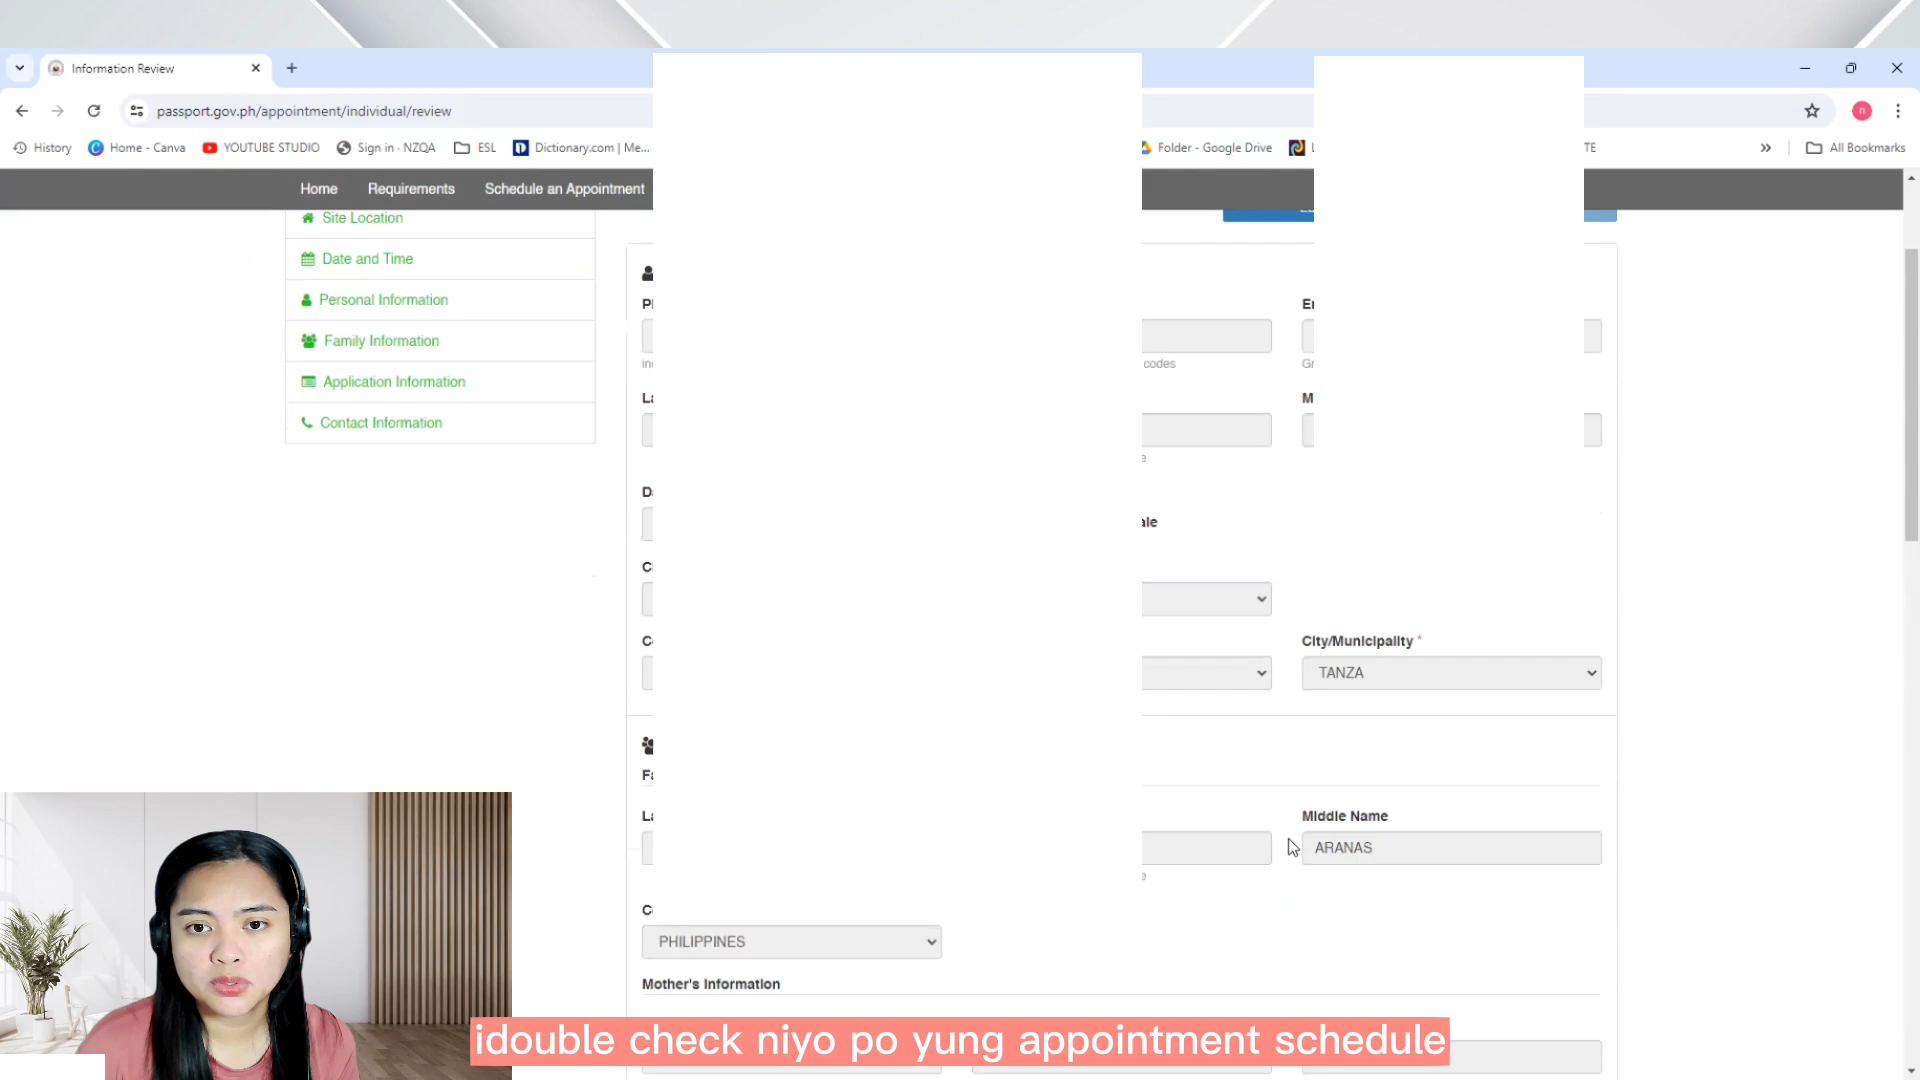 Information Review
passport.gov.ph/appointment/individual/review
History
Home - Canva
YOUTUBE STUDIO
Sign in - NZQA
ESL
Dictionary.com | Me...
Folder - Google Drive
TE
All Bookmarks
Home
Requirements
Schedule an Appointment
Site Location
Date and Time
Personal Information
Family Information
Application Information
Contact Information
codes
City/Municipality *
TANZA
Middle Name
ARANAS
PHILIPPINES
Mother's Information
idouble check niyo po yung appointment schedule